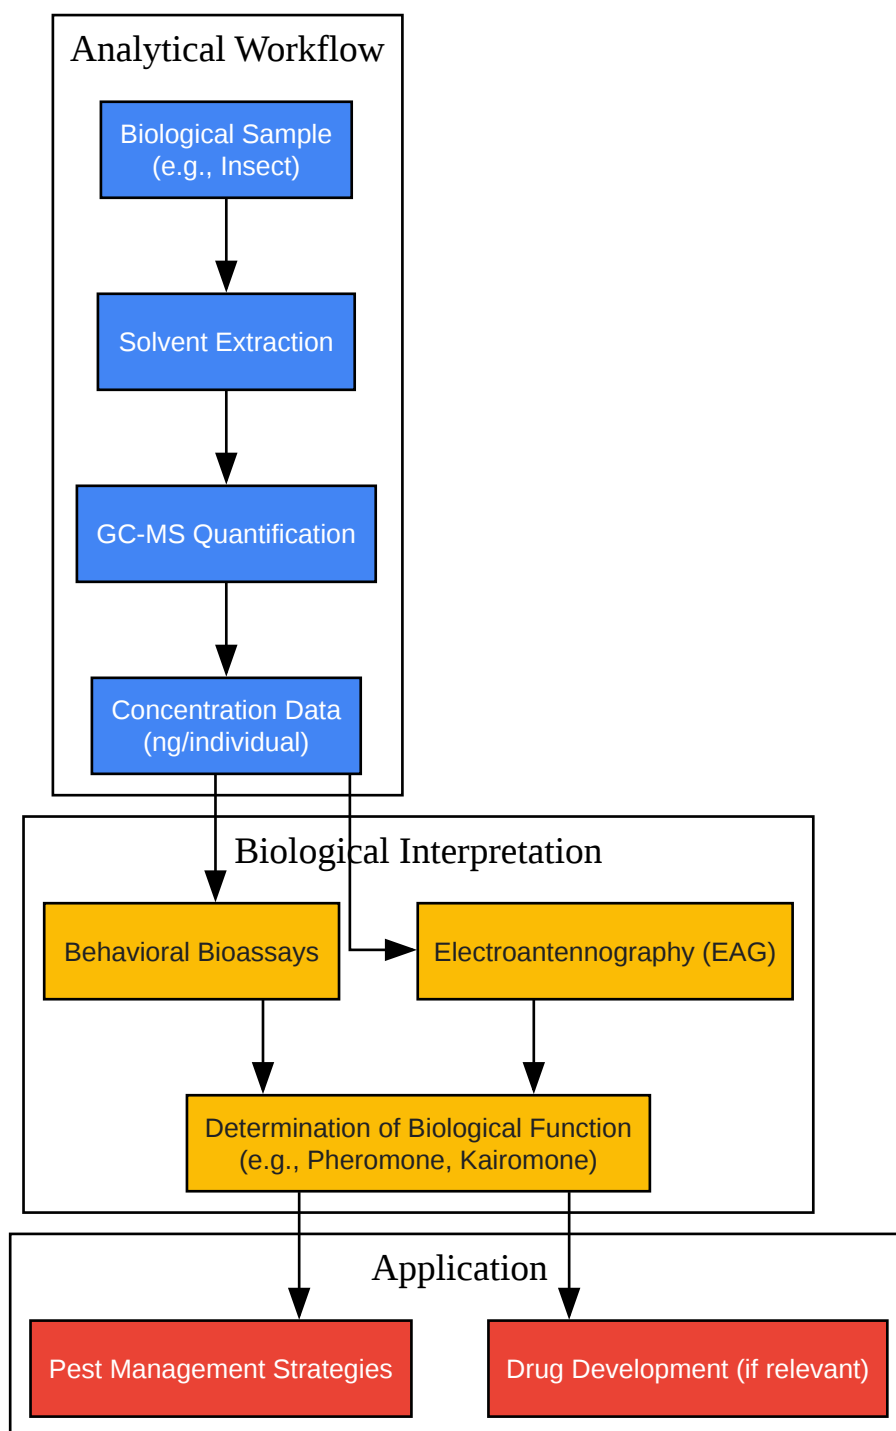 Analytical Workflow
Biological Sample
(e.g., Insect)
Solvent Extraction
GC-MS Quantification
Concentration Data
(ng/individual)
Biological Interpretation
Behavioral Bioassays
Electroantennography (EAG)
Determination of Biological Function
(e.g., Pheromone, Kairomone)
Application
Pest Management Strategies
Drug Development (if relevant)